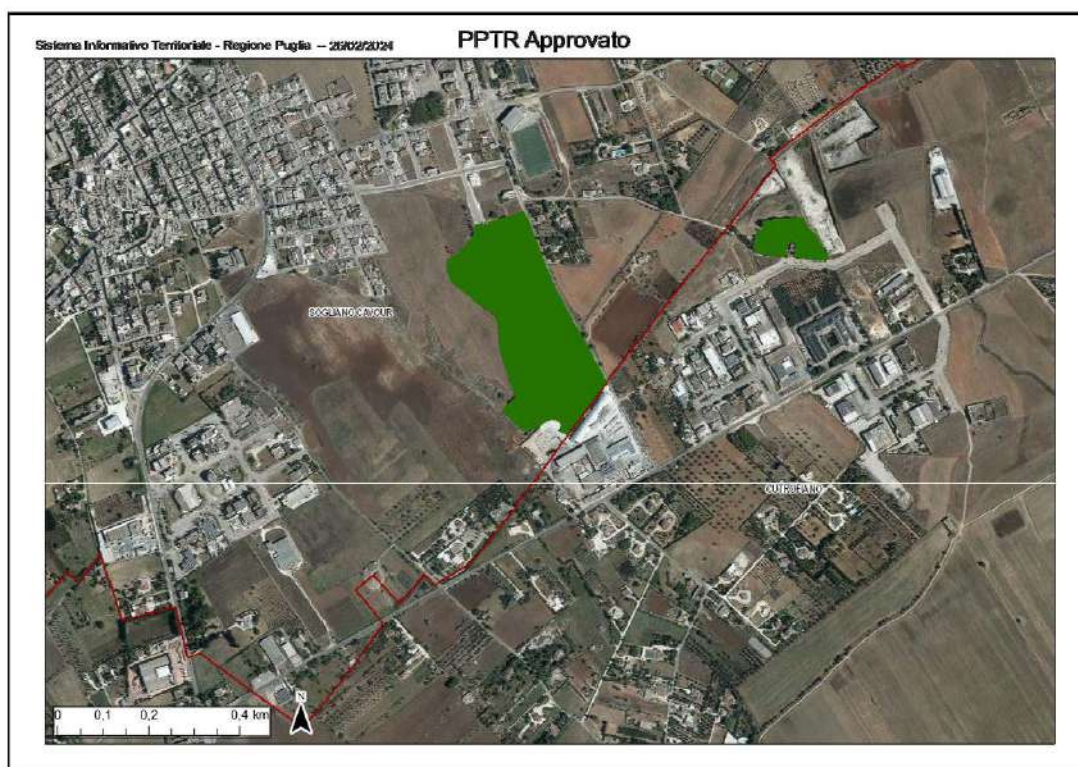 Sistema Informativo Territoriale - Regione Puglia -- 26/02/2024
PPTR Approvato
SOGLIANO CAVOUR
CUTROFIANO
N
0 0,1 0,2 0,4 km